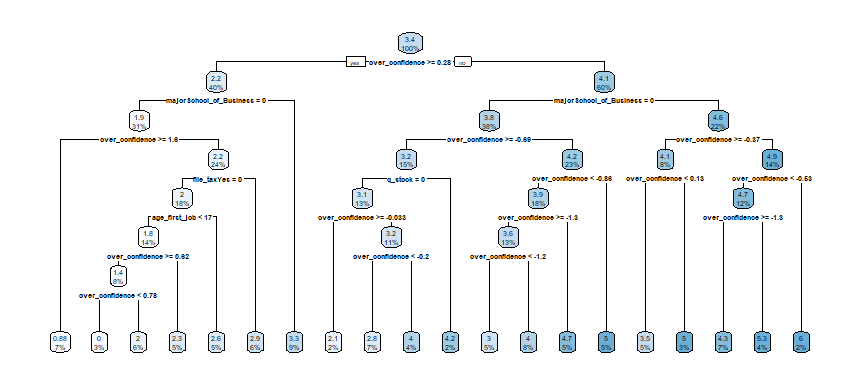 3.4
100%
yes over_confidence >= 0.28 no
2.2 4.1
40% 60%
majorSchool_of_Business = 0 majorSchool_of_Business = 0
1.9 3.8 4.6
31% 38% 22%
over_confidence >= 1.6 over_confidence >= -0.69 over_confidence >= -0.37
2.2 3.2 4.2 4.1 4.9
24% 15% 23% 8% 14%
file_taxYes = 0 q_stock = 0 over_confidence < -0.86 over_confidence < 0.13 over_confidence < -0.53
2 3.1 3.9 4.7
18% 13% 18% 12%
age_first_job < 17 over_confidence >= -0.033 over_confidence >= -1.3 over_confidence >= -1.3
1.8 3.2 3.6
14% 11% 13%
over_confidence >= 0.62 over_confidence < -0.2 over_confidence < -1.2
1.4
8%
over_confidence < 0.78
0.88 0 2 2.3 2.6 2.9 3.3 2.1 2.8 4 4.2 3 4 4.7 5 3.5 5 4.3 5.3 6
7% 3% 6% 5% 5% 6% 9% 2% 7% 4% 2% 5% 8% 5% 5% 5% 3% 7% 4% 2%